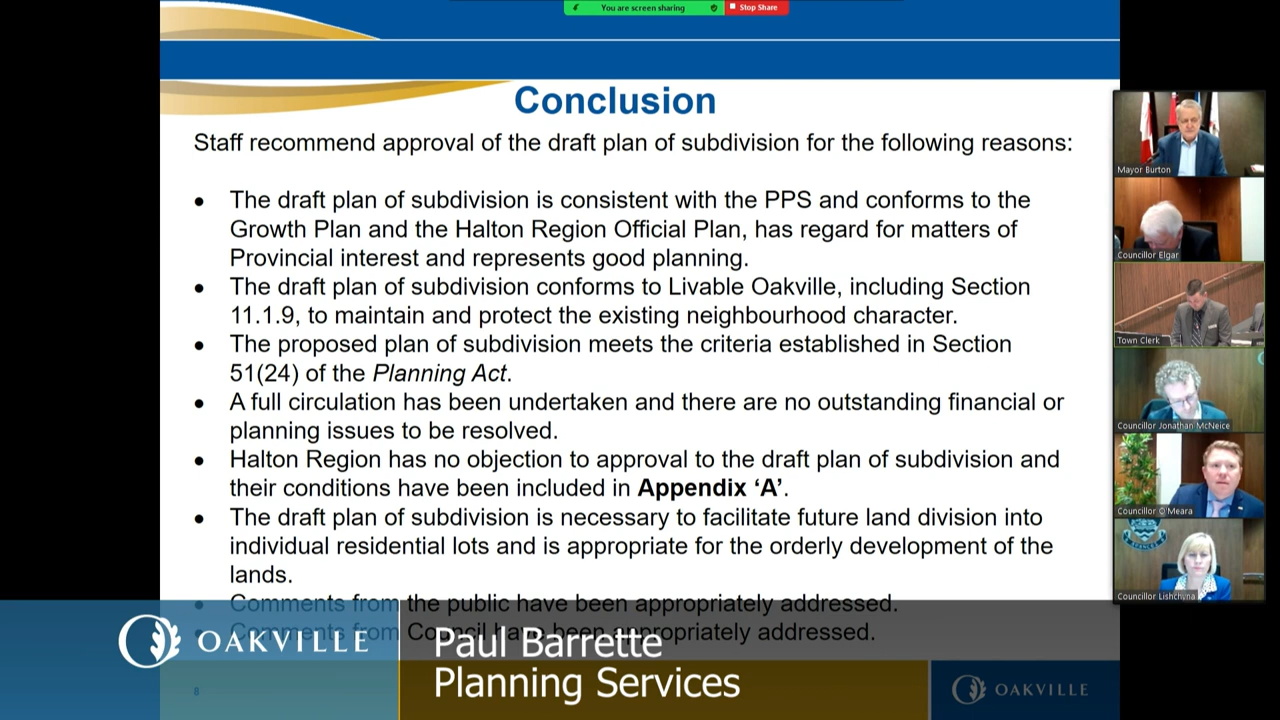 You are screen sharing
Stop Share
Conclusion
Staff recommend approval of the draft plan of subdivision for the following reasons:
• The draft plan of subdivision is consistent with the PPS and conforms to the
Growth Plan and the Halton Region Official Plan, has regard for matters of
Provincial interest and represents good planning.
• The draft plan of subdivision conforms to Livable Oakville, including Section
11.1.9, to maintain and protect the existing neighbourhood character.
• The proposed plan of subdivision meets the criteria established in Section
51(24) of the Planning Act.
• A full circulation has been undertaken and there are no outstanding financial or
planning issues to be resolved.
• Halton Region has no objection to approval to the draft plan of subdivision and
their conditions have been included in Appendix ‘A’.
• The draft plan of subdivision is necessary to facilitate future land division into
individual residential lots and is appropriate for the orderly development of the
lands.
• Comments from the public have been appropriately addressed.
• Comments from Council have been appropriately addressed.
8
OAKVILLE
Paul Barrette
Planning Services
OAKVILLE
Mayor Burton
Councillor Elgar
Town Clerk
Councillor Jonathan McNeice
Councillor O'Meara
Councillor Lishchyna